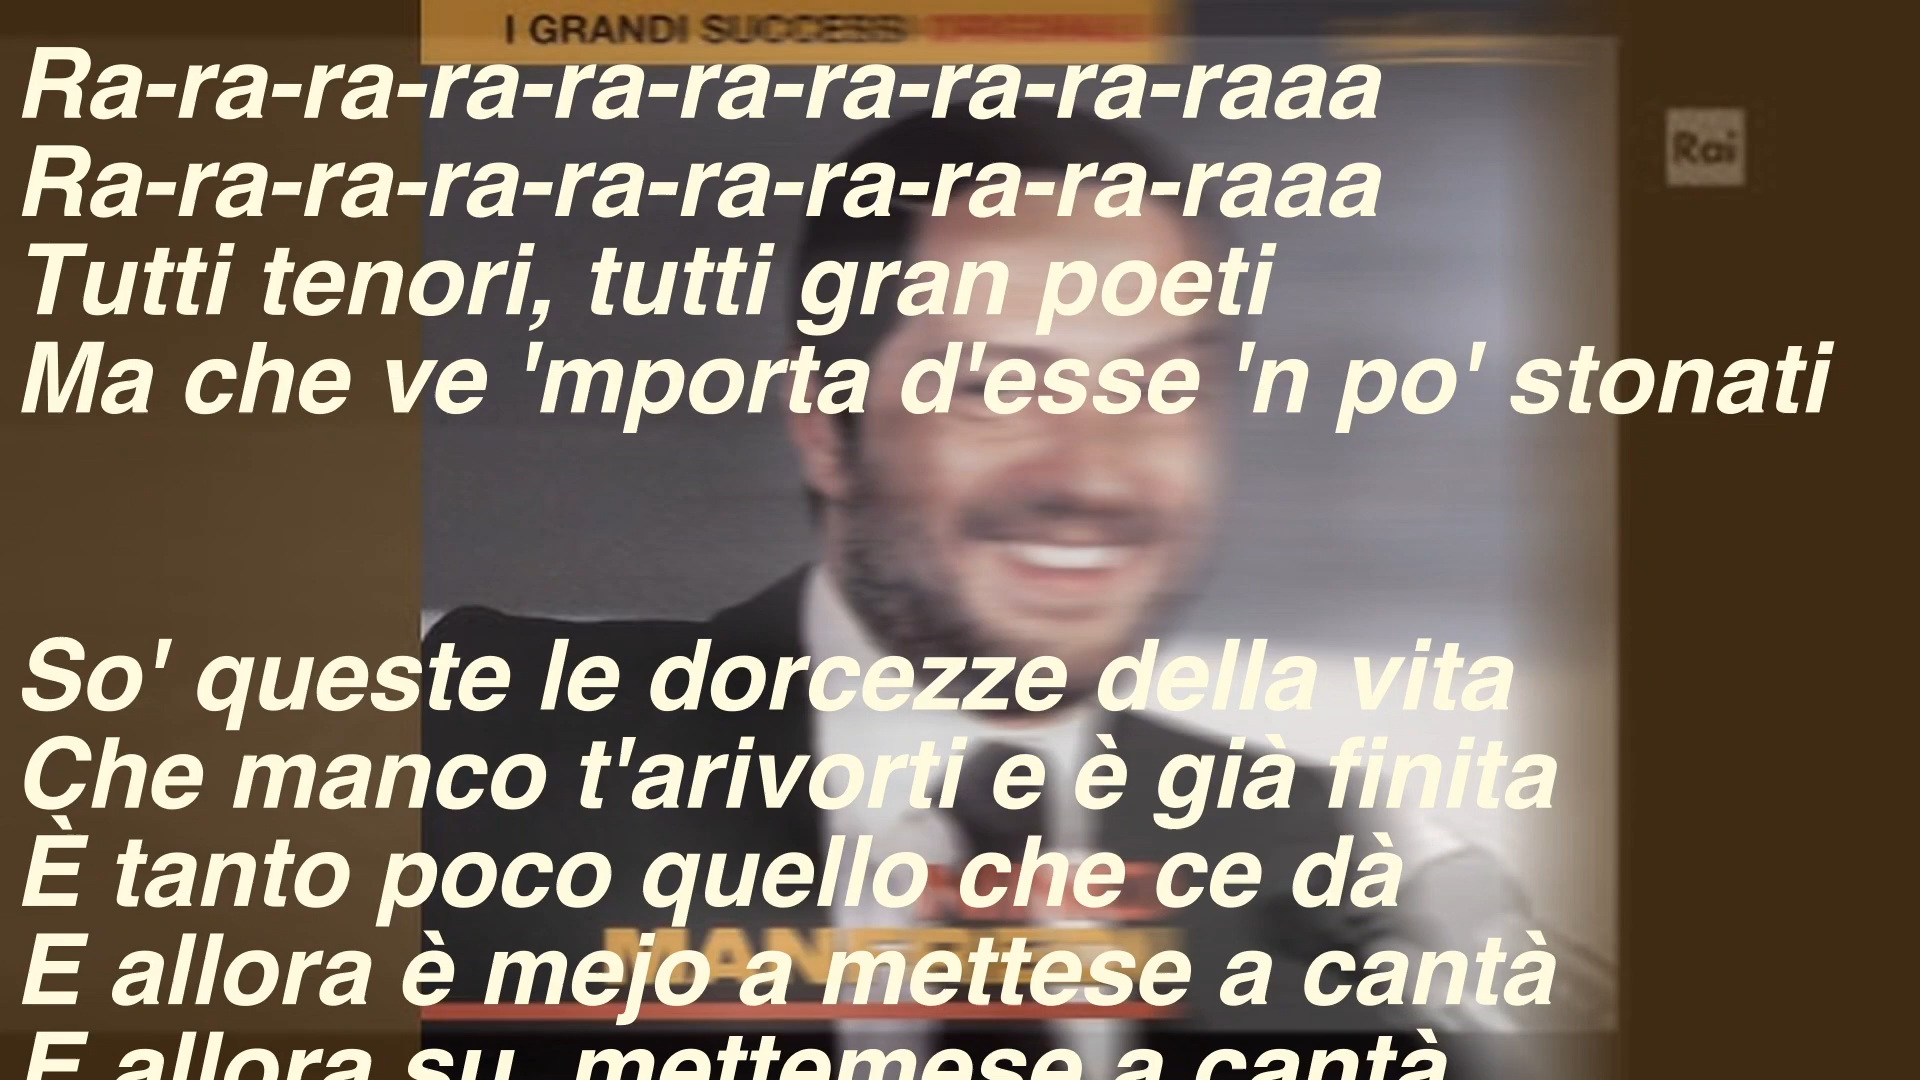 I GRANDI SUCCESSI ORIGINALI
Ra-ra-ra-ra-ra-ra-ra-ra-ra-raaa
Rai
Ra-ra-ra-ra-ra-ra-ra-ra-ra-raaa
Tutti tenori, tutti gran poeti
Ma che ve 'mporta d'esse 'n po' stonati
So' queste le dorcezze della vita
Che manco t'arivorti e è già finita
È tanto poco quello che ce dà
E allora è mejo a mettese a cantà
E allora su, mettemese a cantà